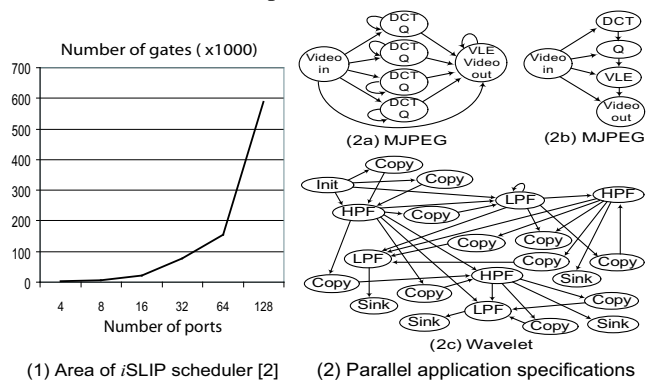 Number of gates ( x1000)
700
600
500
400
300
200
100
0
4 8 16 32 64 128
Number of ports
(1) Area of iSLIP scheduler [2]
Video
in
DCT
Q
DCT
Q
DCT
Q
DCT
Q
VLE
Video
out
(2a) MJPEG
Video
in
DCT
Q
VLE
Video
out
(2b) MJPEG
Init
Copy
Copy
HPF
Copy
LPF
HPF
LPF
Copy
Copy
Copy
Copy
Copy
Sink
HPF
Copy
Sink
Copy
Sink
LPF
Copy
Sink
(2c) Wavelet
(2) Parallel application specifications